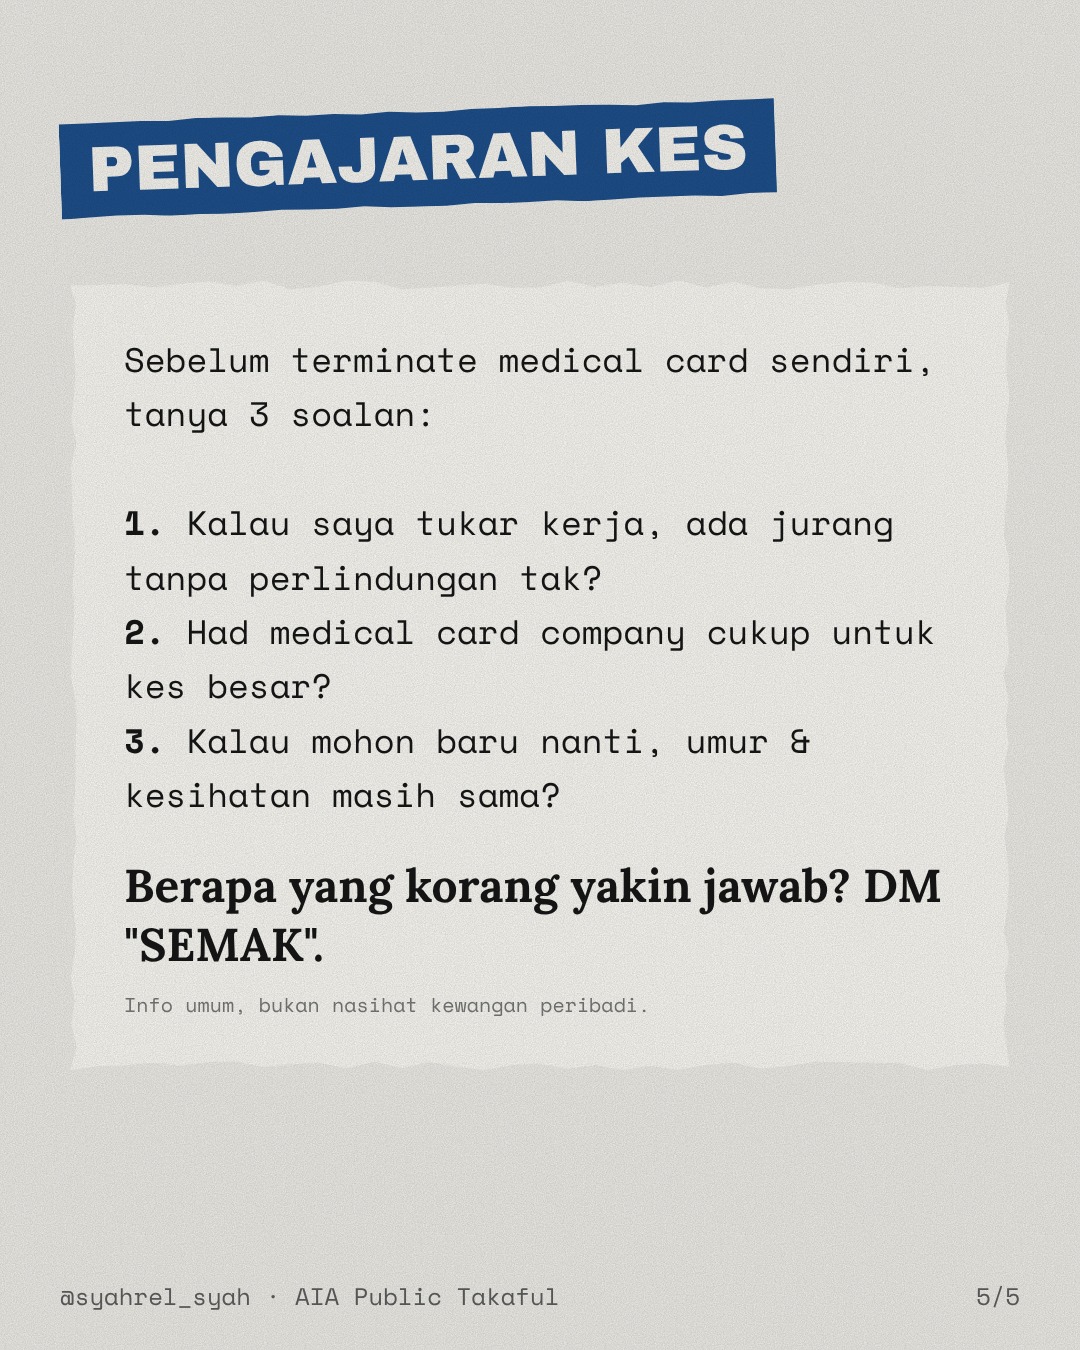 PENGAJARAN KES
Sebelum terminate medical card sendiri,
tanya 3 soalan:
1. Kalau saya tukar kerja, ada jurang
tanpa perlindungan tak?
2. Had medical card company cukup untuk
kes besar?
3. Kalau mohon baru nanti, umur &
kesihatan masih sama?
Berapa yang korang yakin jawab? DM
"SEMAK".
Info umum, bukan nasihat kewangan peribadi.
@syahrel_syah · AIA Public Takaful
5/5